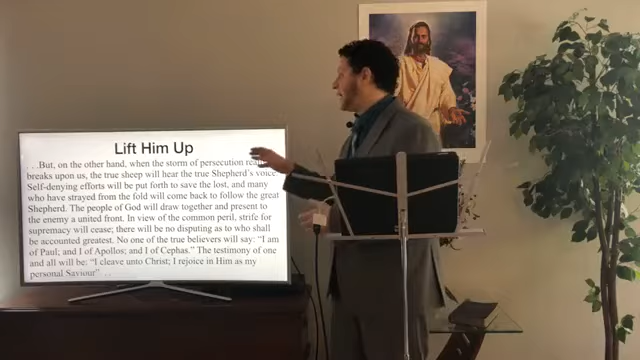 Lift Him Up
. . .But, on the other hand, when the storm of persecution
breaks upon us, the true sheep will hear the true Shepherd's voice.
Self-denying efforts will be put forth to save the lost, and many
who have strayed from the fold will come back to follow the great
Shepherd. The people of God will draw together and present to
the enemy a united front. In view of the common peril, strife for
supremacy will cease; there will be no disputing as to who shall
be accounted greatest. No one of the true believers will say: "I am
of Paul; and I of Apollos; and I of Cephas." The testimony of one
and all will be: "I cleave unto Christ; I rejoice in Him as my
personal Saviour". . .